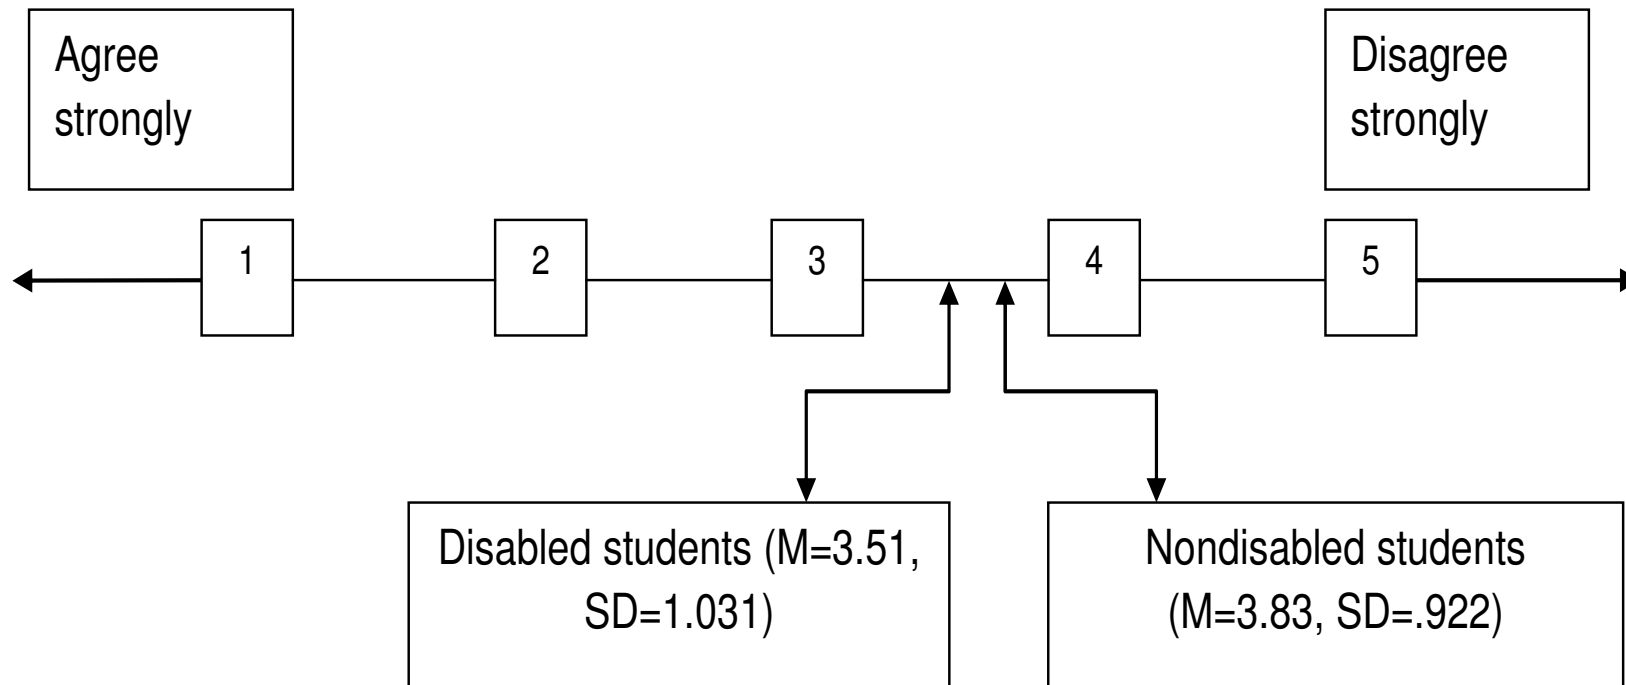 Agree
strongly
Disagree
strongly
1
2
3
4
5
Disabled students (M=3.51,
SD=1.031)
Nondisabled students
(M=3.83, SD=.922)